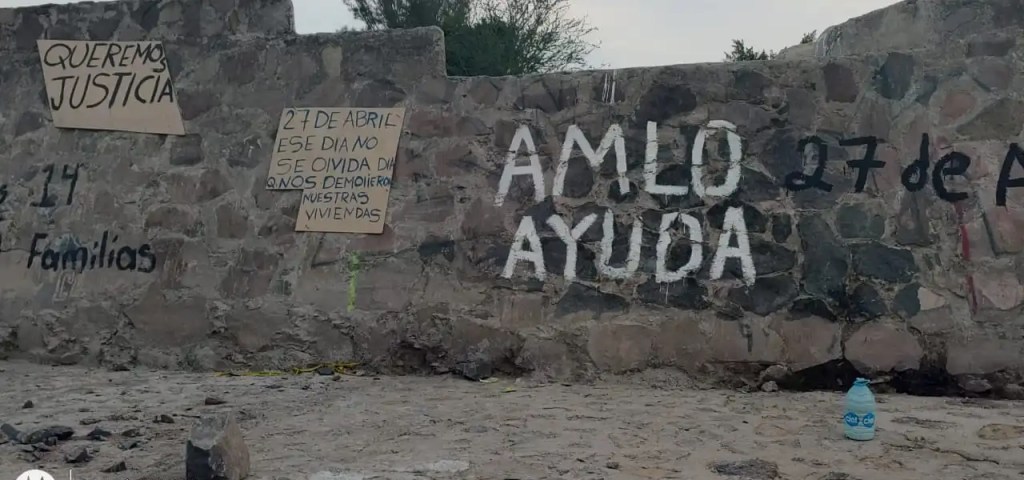 QUEREMOS
JUSTICIA
14
Familias
27 DE ABRIL
ESE DIA NO
SE OLVIDA DIA
Q NOS DEMOLIERON
NUESTRAS
VIVIENDAS
AMLO
AYUDA
27 de A